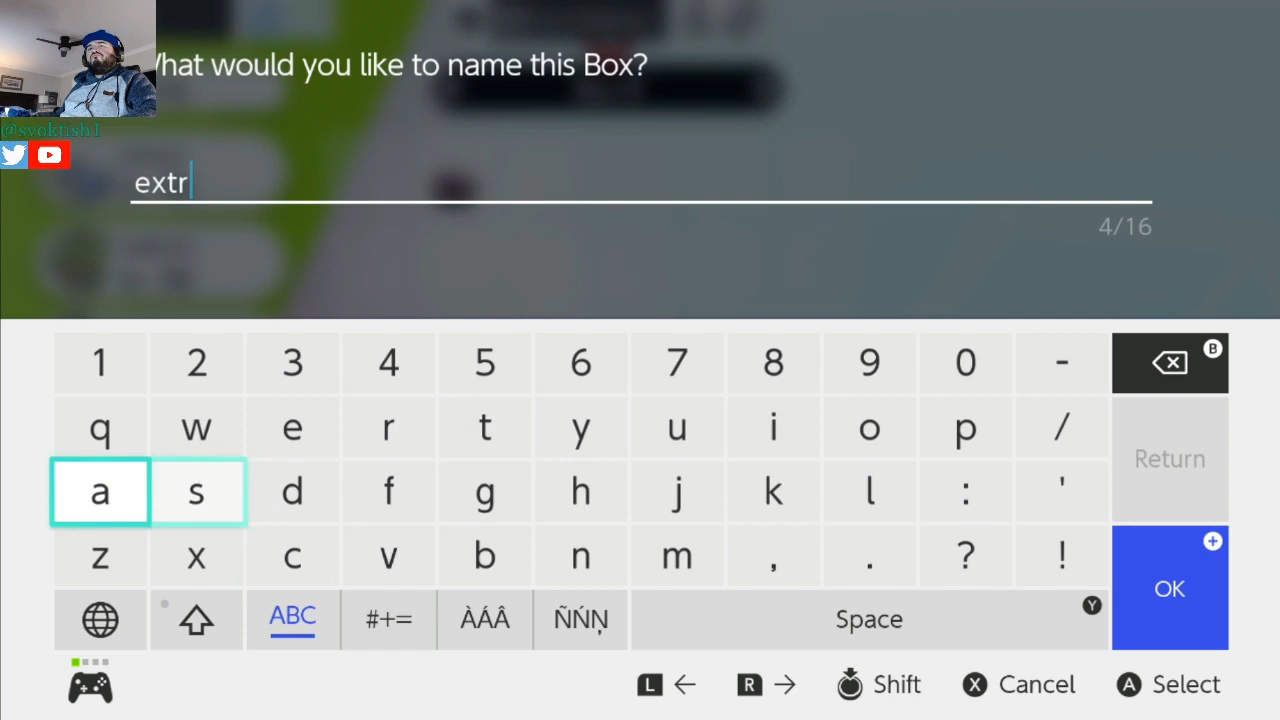 What would you like to name this Box?
@svoktish1
extr
4/16
1 2 3 4 5 6 7 8 9 0 - B
q w e r t y u i o p /
Return
a s d f g h j k l : '
z x c v b n m , . ? !
+
OK
ABC #+= ÀÁÂ ÑŃŅ Space Y
L ← R → Shift X Cancel A Select